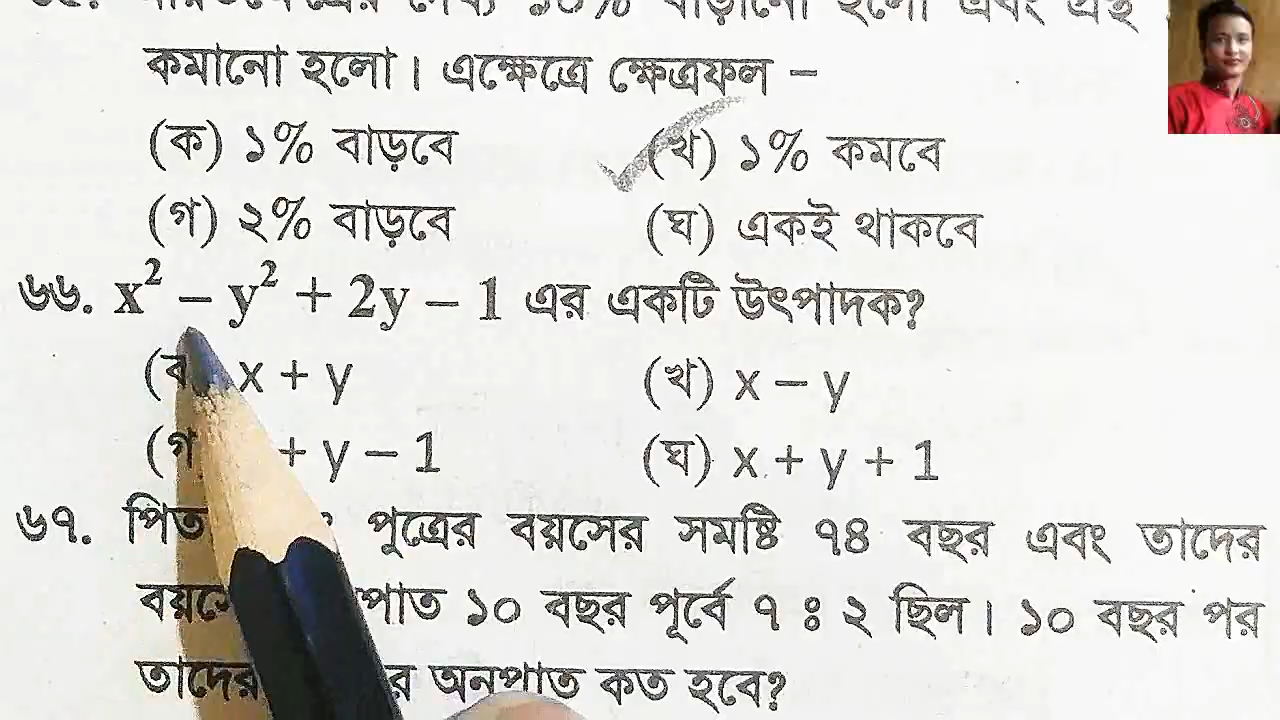 কমানো হলো। এক্ষেত্রে ক্ষেত্রফল –
(ক) ১% বাড়বে (খ) ১% কমবে
(গ) ২% বাড়বে (ঘ) একই থাকবে
৬৬. x² – y² + 2y – 1 এর একটি উৎপাদক?
x + y (খ) x – y
(গ + y – 1 (ঘ) x + y + 1
৬৭. পুত্রের বয়সের সমষ্টি ৭৪ বছর এবং তাদের
১০ বছর পূর্বে ৭ ঃ ২ ছিল। ১০ বছর পর
তাদের অনুপাত কত হবে?